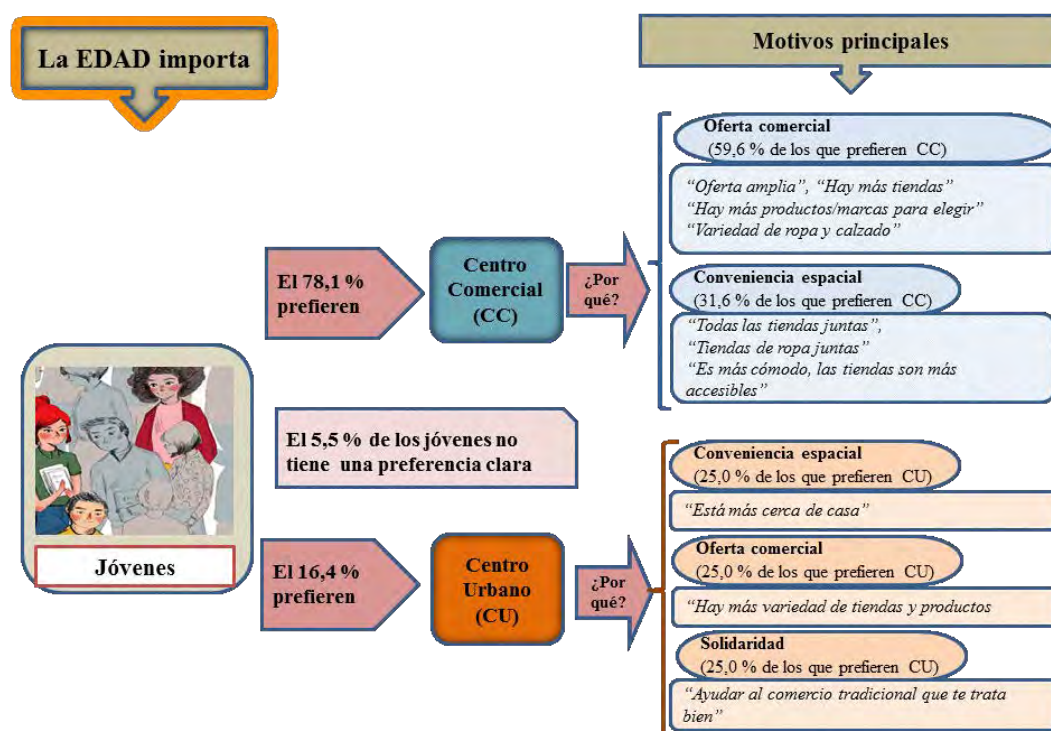 La EDAD importa
Motivos principales
Oferta comercial
(59,6 % de los que prefieren CC)
“Oferta amplia”, “Hay más tiendas”
“Hay más productos/marcas para elegir”
“Variedad de ropa y calzado”
El 78,1 %
prefieren
Centro
Comercial
(CC)
¿Por
qué?
Conveniencia espacial
(31,6 % de los que prefieren CC)
“Todas las tiendas juntas”,
“Tiendas de ropa juntas”
“Es más cómodo, las tiendas son más
accesibles”
El 5,5 % de los jóvenes no
tiene una preferencia clara
Jóvenes
El 16,4 %
prefieren
Centro
Urbano
(CU)
¿Por
qué?
Conveniencia espacial
(25,0 % de los que prefieren CU)
“Está más cerca de casa”
Oferta comercial
(25,0 % de los que prefieren CU)
“Hay más variedad de tiendas y productos
Solidaridad
(25,0 % de los que prefieren CU)
“Ayudar al comercio tradicional que te trata
bien”